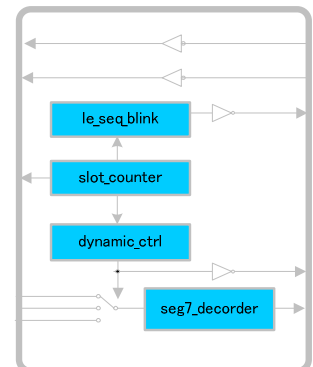 le_seq_blink
slot_counter
dynamic_ctrl
seg7_decorder